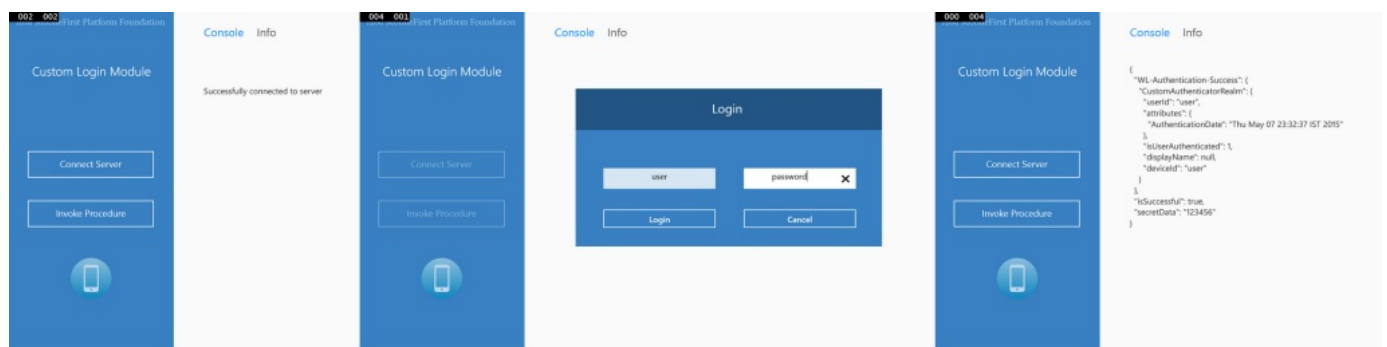 002 002
First Platform Foundation
Console Info
Custom Login Module
Successfully connected to server
Connect Server
Invoke Procedure
004 001
First Platform Foundation
Console Info
Custom Login Module
Connect Server
Invoke Procedure
Login
user
password
Login Cancel
000 004
First Platform Foundation
Console Info
Custom Login Module
Connect Server
Invoke Procedure
{
"WL-Authentication-Success": {
"CustomAuthenticatorRealm": {
"userId": "user",
"attributes": {
"AuthenticationDate": "Thu May 07 23:32:37 IST 2015"
},
"isUserAuthenticated": 1,
"displayName": null,
"deviceId": "user"
}
},
"isSuccessful": true,
"secretData": "123456"
}